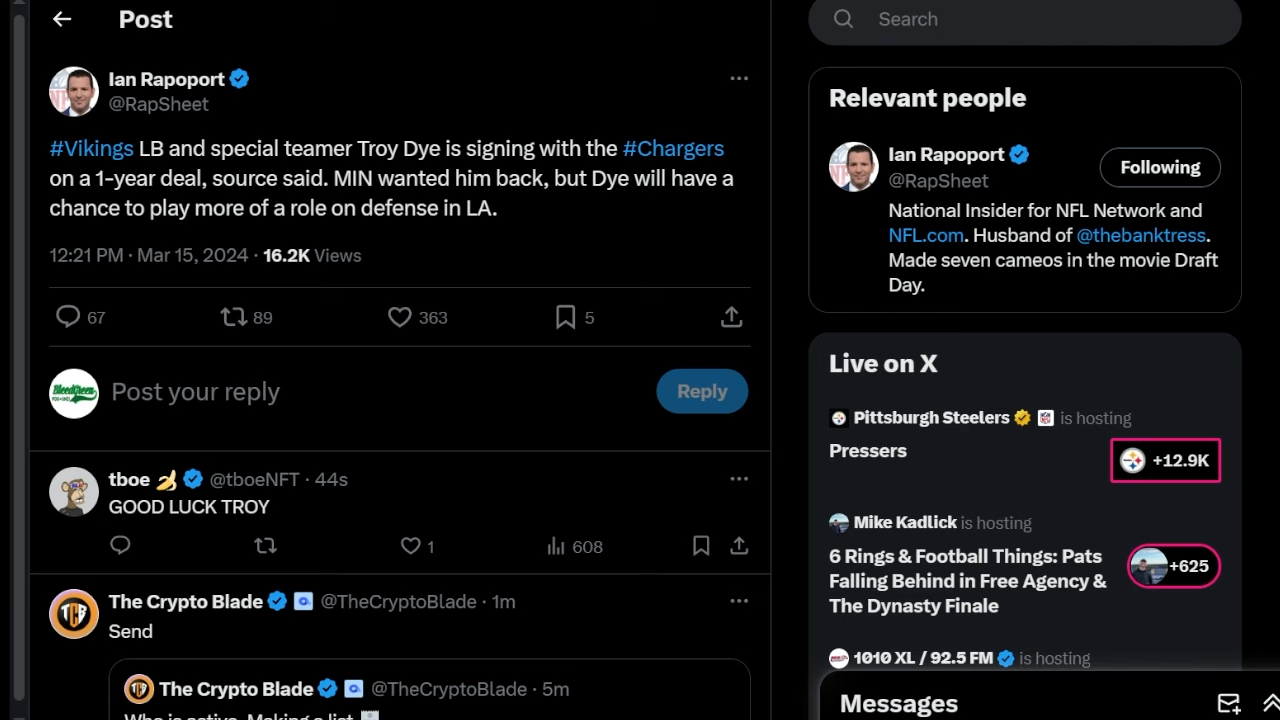 Post
Ian Rapoport
@RapSheet
#Vikings LB and special teamer Troy Dye is signing with the #Chargers
on a 1-year deal, source said. MIN wanted him back, but Dye will have a
chance to play more of a role on defense in LA.
12:21 PM · Mar 15, 2024 · 16.2K Views
67 89 363 5
Post your reply
Reply
tboe @tboeNFT · 44s
GOOD LUCK TROY
1 608
The Crypto Blade @TheCryptoBlade · 1m
Send
The Crypto Blade @TheCryptoBlade · 5m
Who is active. Making a list
Search
Relevant people
Ian Rapoport
@RapSheet
Following
National Insider for NFL Network and
NFL.com. Husband of @thebanktress.
Made seven cameos in the movie Draft
Day.
Live on X
Pittsburgh Steelers is hosting
Pressers
+12.9K
Mike Kadlick is hosting
6 Rings & Football Things: Pats
Falling Behind in Free Agency &
The Dynasty Finale
+625
1010 XL / 92.5 FM is hosting
Messages